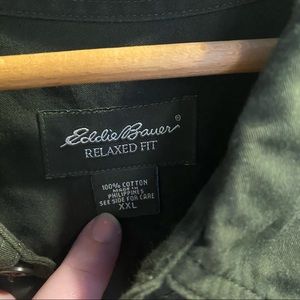 Eddie Bauer ®
RELAXED FIT
100% COTTON
MADE IN
PHILIPPINES
SEE SIDE FOR CARE
XXL